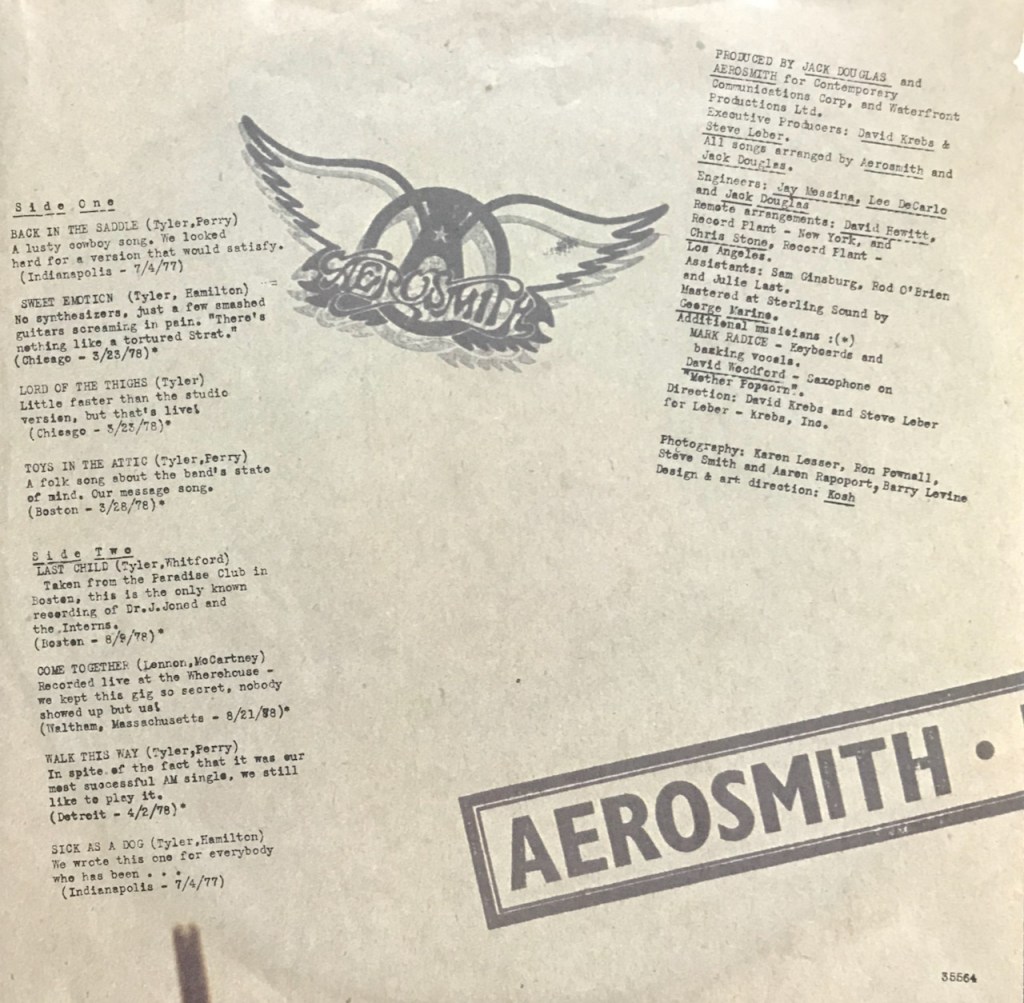 Side One
BACK IN THE SADDLE (Tyler,Perry)
A lusty cowboy song. We looked
hard for a version that would satisfy.
(Indianapolis - 7/4/77)
SWEET EMOTION (Tyler, Hamilton)
No synthesizers, just a few smashed
guitars screaming in pain. "There's
nothing like a tortured Strat."
(Chicago - 3/23/78)*
LORD OF THE THIGHS (Tyler)
Little faster than the studio
version, but that's live!
(Chicago - 3/23/78)*
TOYS IN THE ATTIC (Tyler,Perry)
A folk song about the band's state
of mind. Our message song.
(Boston - 3/28/78)*
Side Two
LAST CHILD (Tyler,Whitford)
Taken from the Paradise Club in
Boston, this is the only known
recording of Dr.J.Joned and
the Interns.
(Boston - 8/9/78)*
COME TOGETHER (Lennon,McCartney)
Recorded live at the Wherehouse -
we kept this gig so secret, nobody
showed up but us!
(Waltham, Massachusetts - 8/21/78)*
WALK THIS WAY (Tyler,Perry)
In spite of the fact that it was our
most successful AM single, we still
like to play it.
(Detroit - 4/2/78)*
SICK AS A DOG (Tyler,Hamilton)
We wrote this one for everybody
who has been . . .
(Indianapolis - 7/4/77)
AEROSMITH
PRODUCED BY JACK DOUGLAS and
AEROSMITH for Contemporary
Communications Corp. and Waterfront
Productions Ltd.
Executive Producers: David Krebs &
Steve Leber.
All songs arranged by Aerosmith and
Jack Douglas.
Engineers: Jay Messina, Lee DeCarlo
and Jack Douglas
Remote arrangements: David Hewitt,
Record Plant - New York, and
Chris Stone, Record Plant -
Los Angeles.
Assistants: Sam Ginsburg, Rod O'Brien
and Julie Last.
Mastered at Sterling Sound by
George Marino.
Additional musicians :(*)
MARK RADICE - Keyboards and
backing vocals.
David Woodford - Saxophone on
"Mother Popcorn".
Direction: David Krebs and Steve Leber
for Leber - Krebs, Inc.
Photography: Karen Lesser, Ron Pownall,
Steve Smith and Aaron Rapoport, Barry Levine
Design & art direction: Kosh
AEROSMITH •
35564